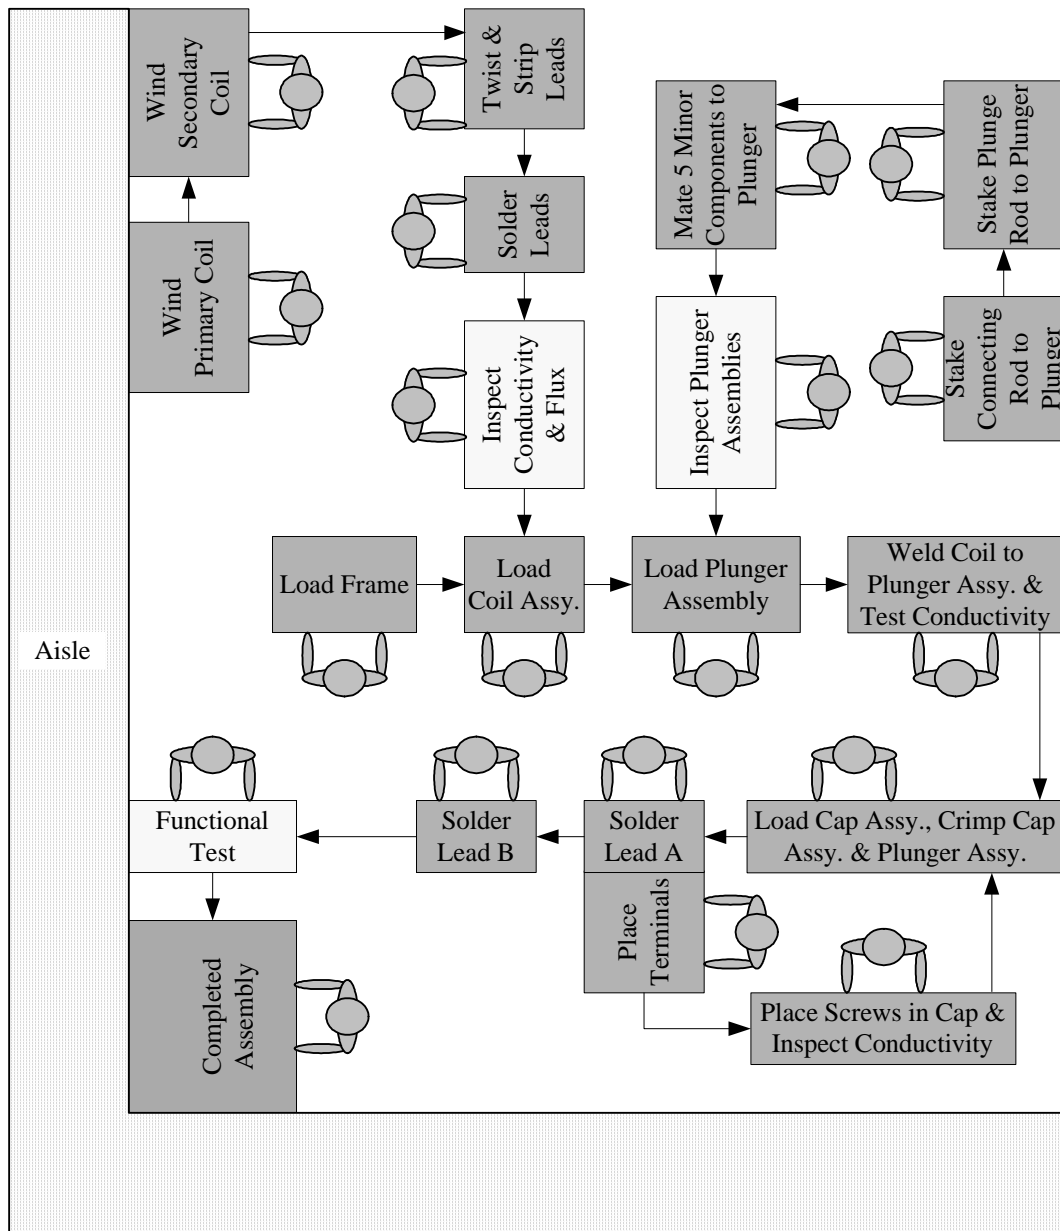 Wind
Secondary
Coil
Twist &
Strip
Leads
Mate 5 Minor
Components to
Plunger
Stake Plunge
Rod to Plunger
Wind
Primary Coil
Solder
Leads
Inspect
Conductivity
& Flux
Inspect Plunger
Assemblies
Stake
Connecting
Rod to
Plunger
Load Frame
Load
Coil Assy.
Load Plunger
Assembly
Weld Coil to
Plunger Assy. &
Test Conductivity
Aisle
Functional
Test
Solder
Lead B
Solder
Lead A
Load Cap Assy., Crimp Cap
Assy. & Plunger Assy.
Place
Terminals
Completed
Assembly
Place Screws in Cap &
Inspect Conductivity